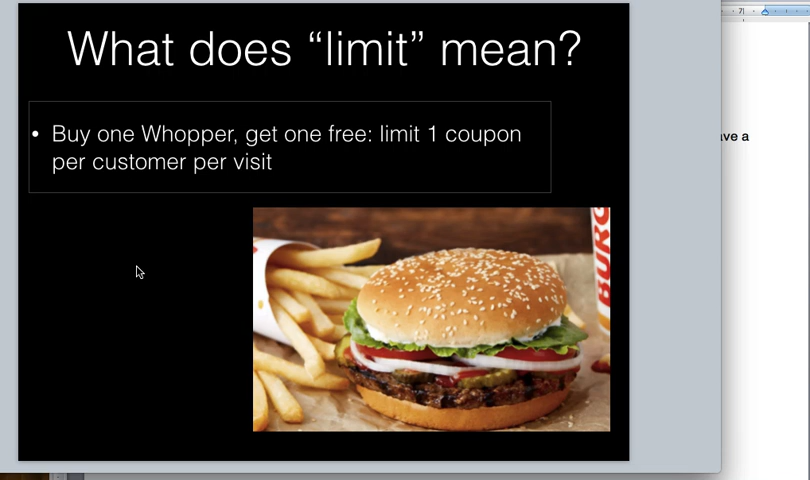 What does “limit” mean?
• Buy one Whopper, get one free: limit 1 coupon
per customer per visit
BURG
7
ave a